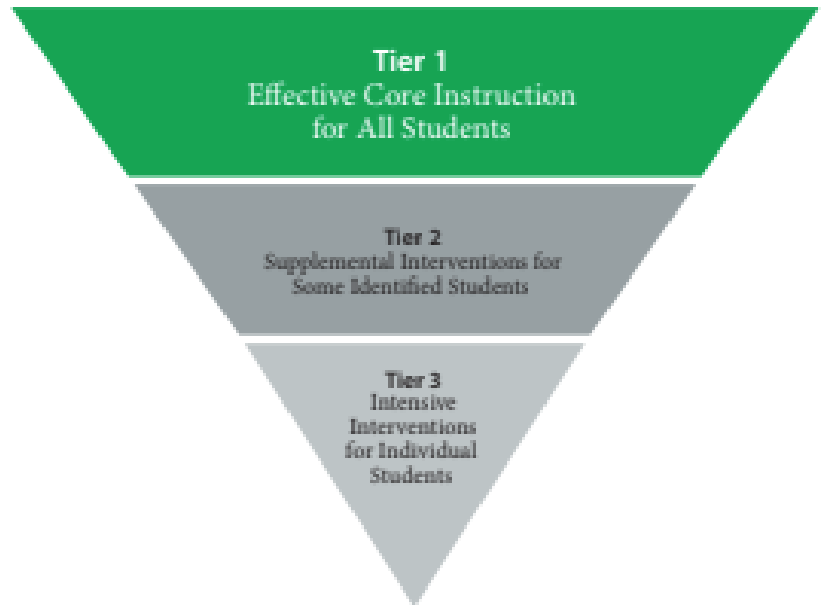 Tier 1
Effective Core Instruction
for All Students
Tier 2
Supplemental Interventions for
Some Identified Students
Tier 3
Intensive
Interventions
for Individual
Students